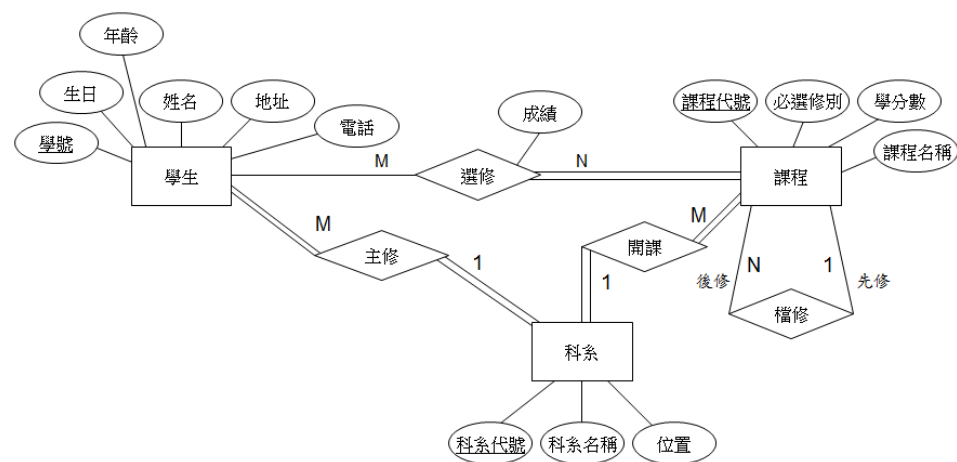 年齡
生日
姓名
地址
學號
電話
學生
M
選修
成績
N
課程代號
必選修別
學分數
課程名稱
課程
M
主修
1
M
開課
1
後修
N
1
先修
檔修
科系
科系代號
科系名稱
位置